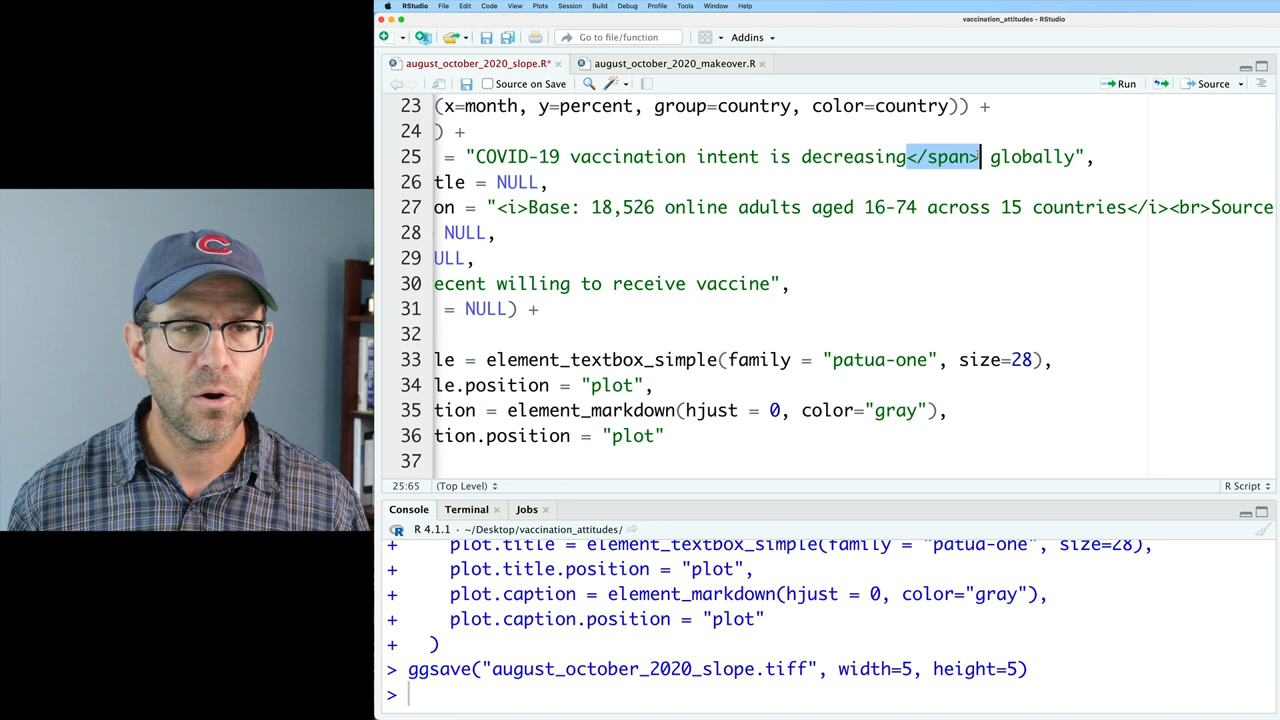 RStudio File Edit Code View Plots Session Build Debug Profile Tools Window Help
vaccination_attitudes - RStudio
Go to file/function Addins
august_october_2020_slope.R* august_october_2020_makeover.R
Source on Save Run Source
23 (x=month, y=percent, group=country, color=country)) +
24 ) +
25 = "COVID-19 vaccination intent is decreasing</span> globally",
26 tle = NULL,
27 on = "<i>Base: 18,526 online adults aged 16-74 across 15 countries</i><br>Source
28 NULL,
29 ULL,
30 ecent willing to receive vaccine",
31 = NULL) +
32
33 le = element_textbox_simple(family = "patua-one", size=28),
34 le.position = "plot",
35 tion = element_markdown(hjust = 0, color="gray"),
36 tion.position = "plot"
37
25:65 (Top Level) R Script
Console Terminal Jobs
R 4.1.1 · ~/Desktop/vaccination_attitudes/
+ plot.title = element_textbox_simple(family = "patua-one", size=28),
+ plot.title.position = "plot",
+ plot.caption = element_markdown(hjust = 0, color="gray"),
+ plot.caption.position = "plot"
+ )
> ggsave("august_october_2020_slope.tiff", width=5, height=5)
>